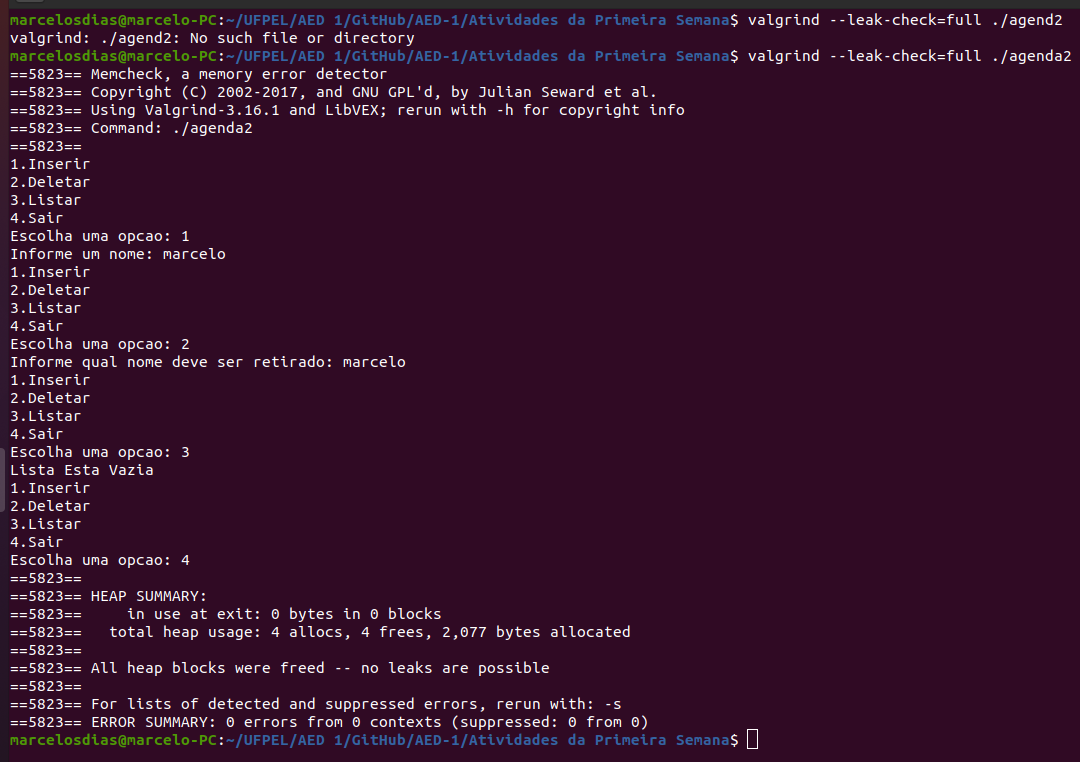 marcelosdias@marcelo-PC:~/UFPEL/AED 1/GitHub/AED-1/Atividades da Primeira Semana$ valgrind --leak-check=full ./agend2
valgrind: ./agend2: No such file or directory
marcelosdias@marcelo-PC:~/UFPEL/AED 1/GitHub/AED-1/Atividades da Primeira Semana$ valgrind --leak-check=full ./agenda2
==5823== Memcheck, a memory error detector
==5823== Copyright (C) 2002-2017, and GNU GPL'd, by Julian Seward et al.
==5823== Using Valgrind-3.16.1 and LibVEX; rerun with -h for copyright info
==5823== Command: ./agenda2
==5823==
1.Inserir
2.Deletar
3.Listar
4.Sair
Escolha uma opcao: 1
Informe um nome: marcelo
1.Inserir
2.Deletar
3.Listar
4.Sair
Escolha uma opcao: 2
Informe qual nome deve ser retirado: marcelo
1.Inserir
2.Deletar
3.Listar
4.Sair
Escolha uma opcao: 3
Lista Esta Vazia
1.Inserir
2.Deletar
3.Listar
4.Sair
Escolha uma opcao: 4
==5823==
==5823== HEAP SUMMARY:
==5823==     in use at exit: 0 bytes in 0 blocks
==5823==   total heap usage: 4 allocs, 4 frees, 2,077 bytes allocated
==5823==
==5823== All heap blocks were freed -- no leaks are possible
==5823==
==5823== For lists of detected and suppressed errors, rerun with: -s
==5823== ERROR SUMMARY: 0 errors from 0 contexts (suppressed: 0 from 0)
marcelosdias@marcelo-PC:~/UFPEL/AED 1/GitHub/AED-1/Atividades da Primeira Semana$